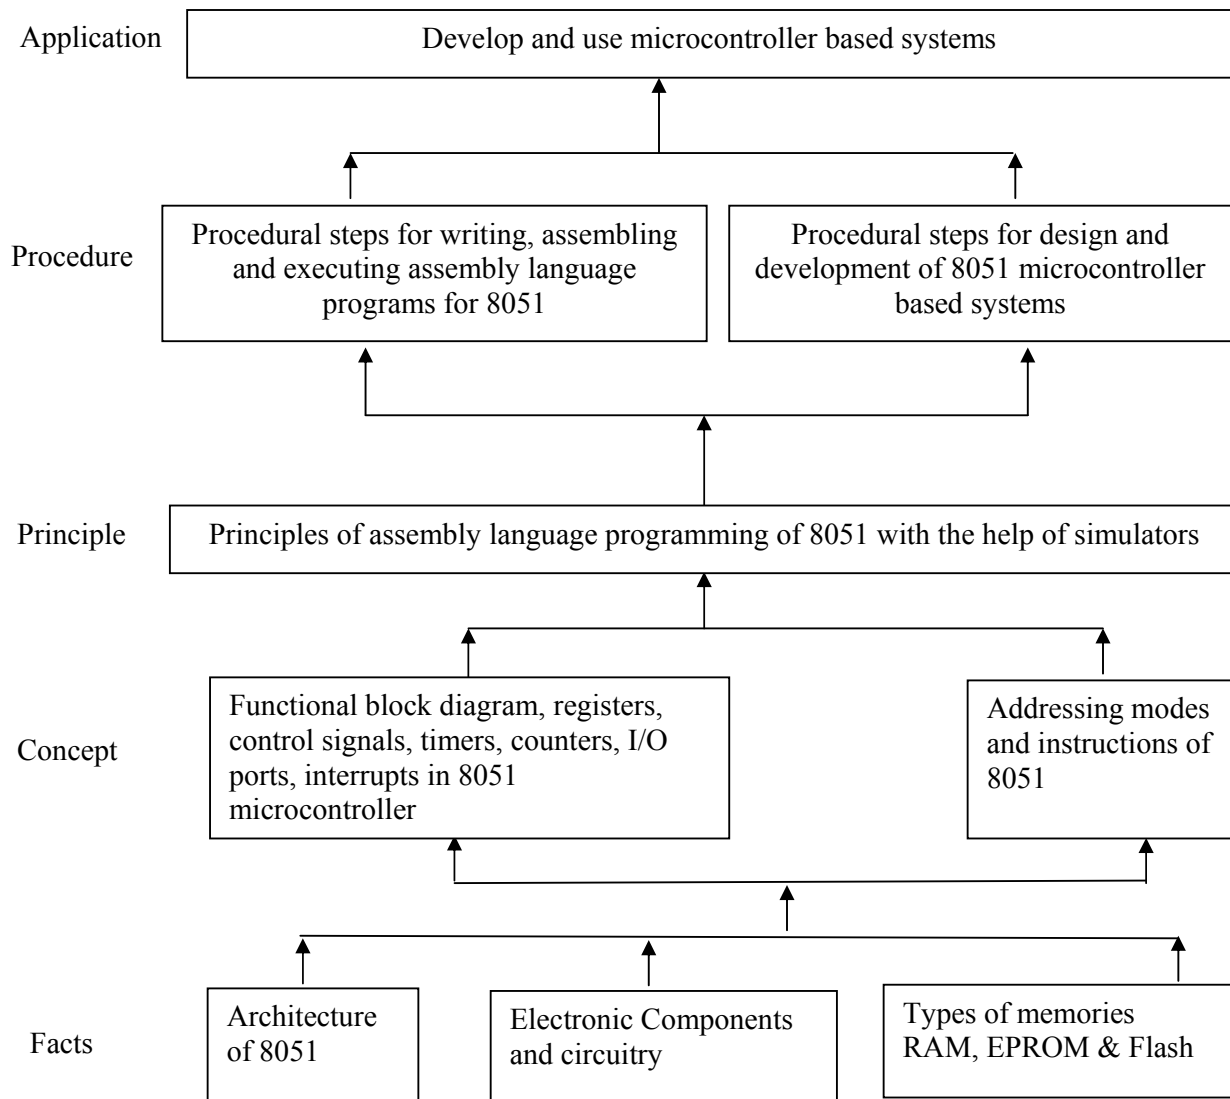 Application
Develop and use microcontroller based systems
Procedure
Procedural steps for writing, assembling
and executing assembly language
programs for 8051
Procedural steps for design and
development of 8051 microcontroller
based systems
Principle
Principles of assembly language programming of 8051 with the help of simulators
Concept
Functional block diagram, registers,
control signals, timers, counters, I/O
ports, interrupts in 8051
microcontroller
Addressing modes
and instructions of
8051
Facts
Architecture
of 8051
Electronic Components
and circuitry
Types of memories
RAM, EPROM & Flash